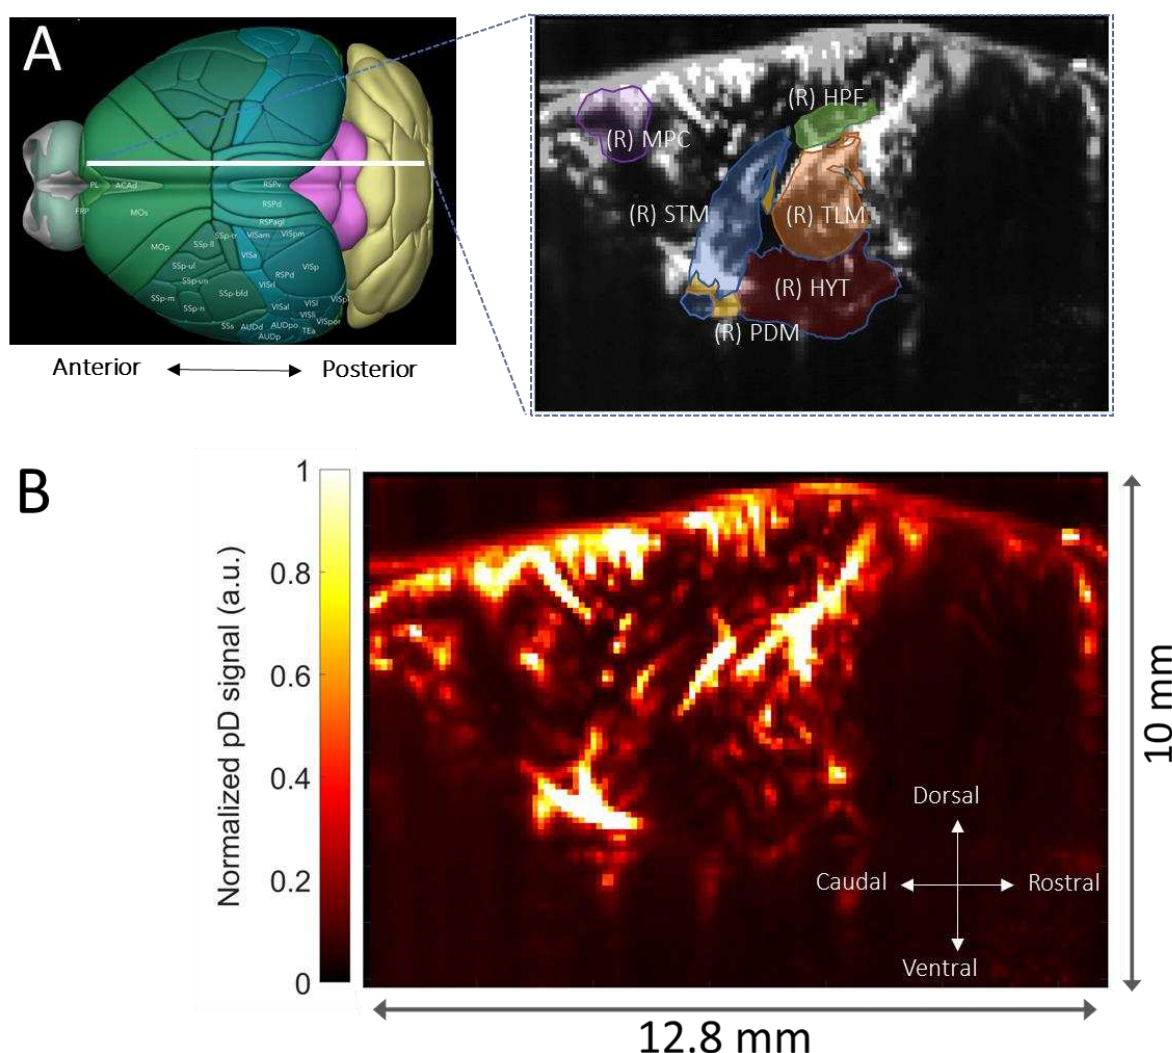 A
PL
ACAd
FRP
MOs
MOp
RSPv
RSPd
RSPagl
SSp-tr
VISam
VISpm
SSp-ll
VISa
SSp-ul
VISp
SSp-un
VISrl
RSPd
SSp-m
SSp-bfd
SSp-n
VISal
VISl
VISpl
VISli
SSs
AUDd
AUDpo
VISpor
AUDp
TEa
Anterior
Posterior
(R) HPF
(R) MPC
(R) STM
(R) TLM
(R) HYT
(R) PDM
B
Normalized pD signal (a.u.)
1
0.8
0.6
0.4
0.2
0
Dorsal
Caudal
Rostral
Ventral
10 mm
12.8 mm